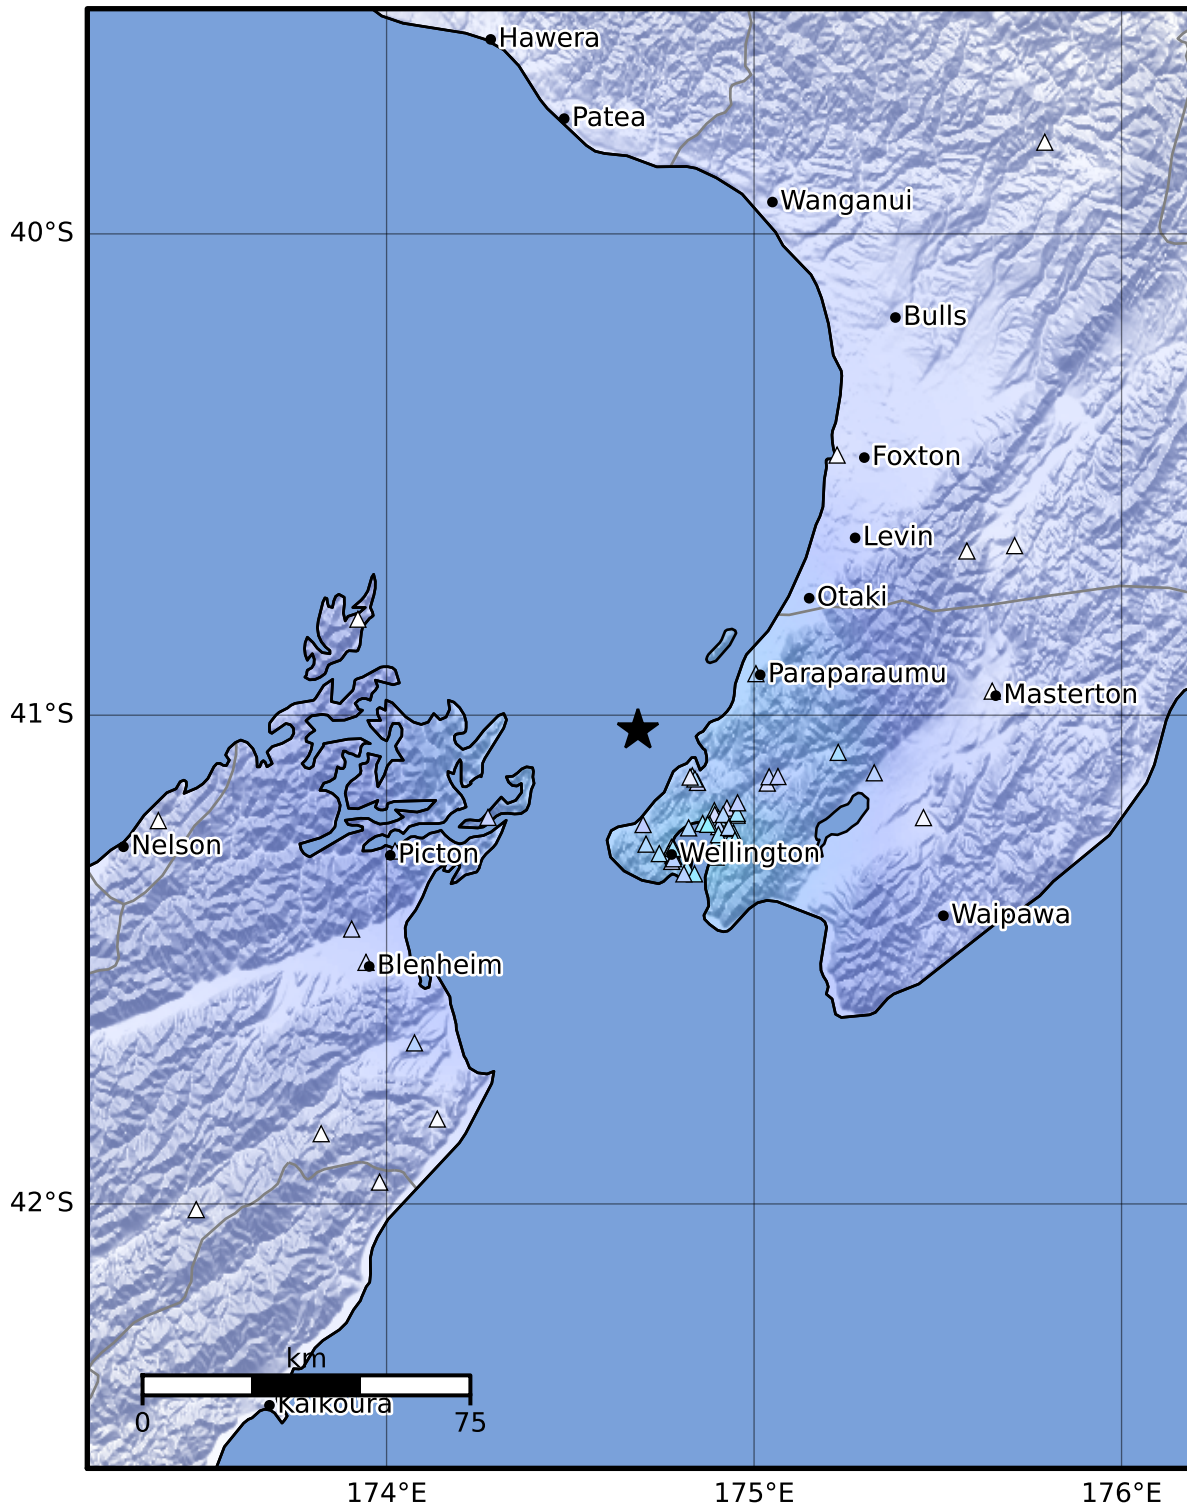 Hawera
Patea
Wanganui
40°S
Bulls
Foxton
Levin
Otaki
Paraparaumu
Masterton
41°S
Nelson
Picton
Wellington
Waipawa
Blenheim
42°S
km
Kaikoura
0
75
174°E
175°E
176°E